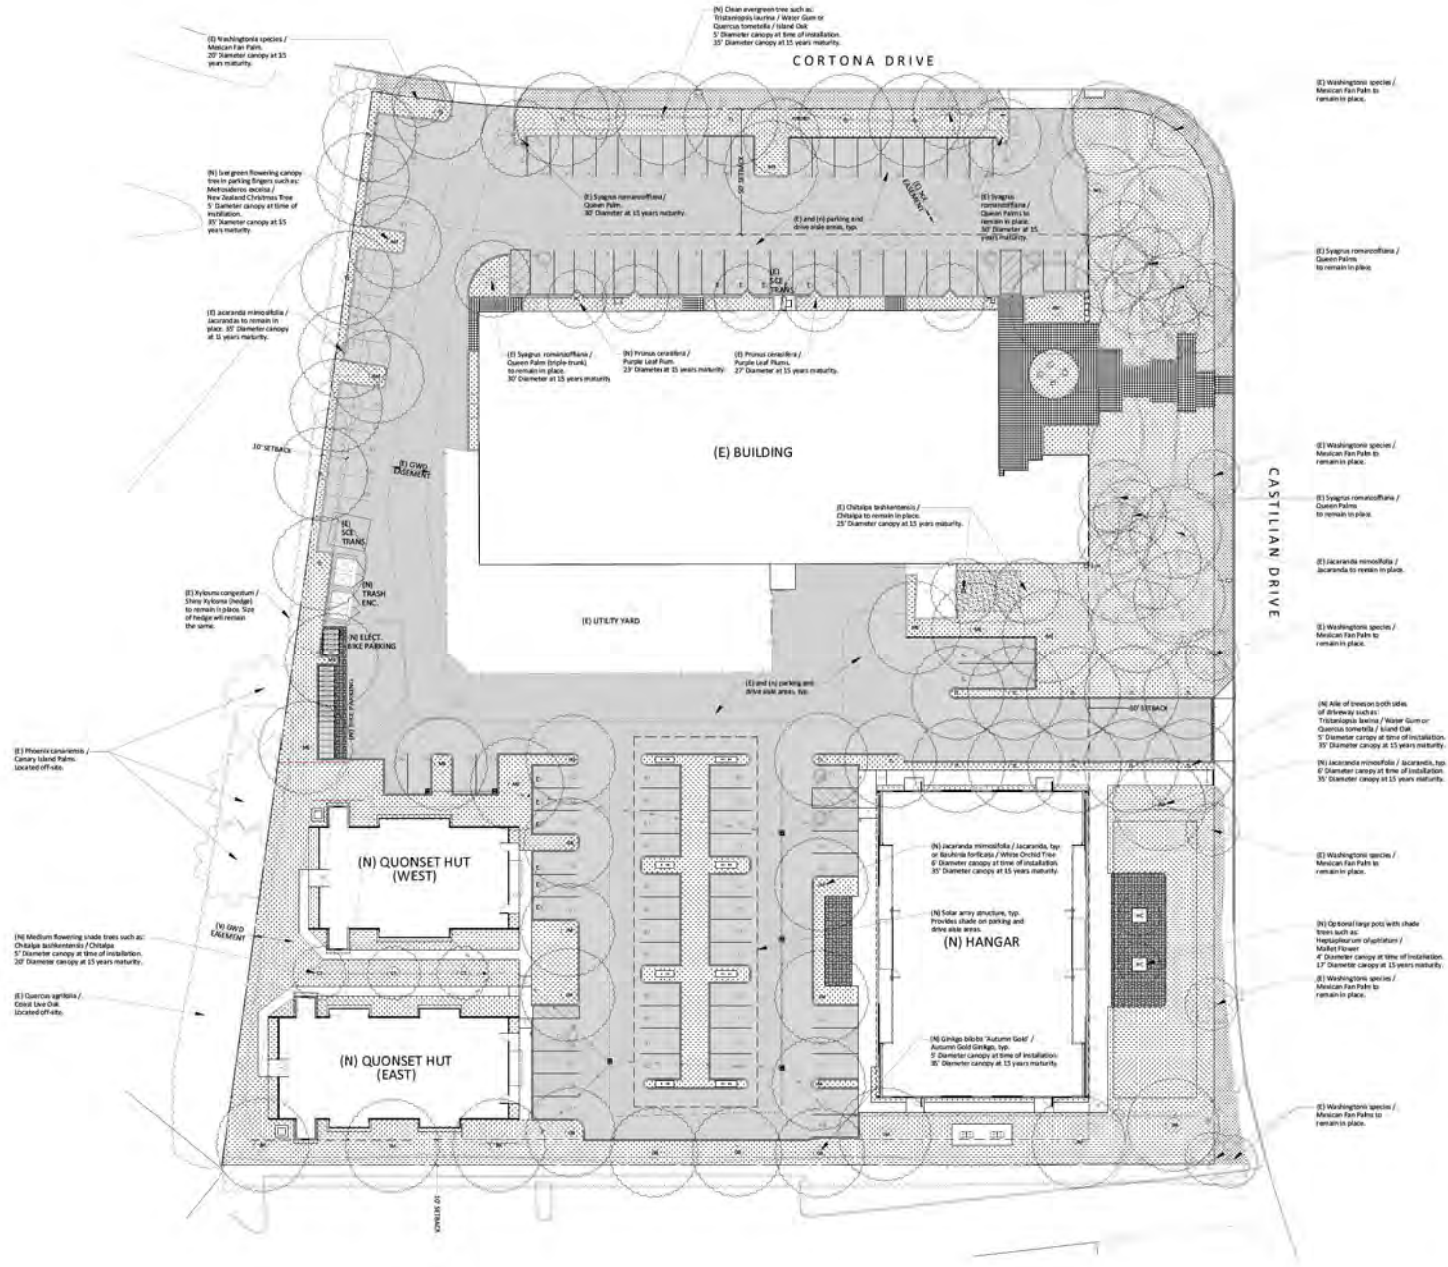 (E) Washingtonia species /
Mexican Fan Palm.
20' Diameter canopy at 15
years maturity.
(N) Clean evergreen tree such as:
Tristaniopsis laurina / Water Gum or
Quercus tometella / Island Oak
5' Diameter canopy at time of installation.
35' Diameter canopy at 15 years maturity.
CORTONA DRIVE
(E) Washingtonia species /
Mexican Fan Palm to
remain in place.
(N) Evergreen flowering canopy
tree in parking fingers such as:
Metrosideros excelsa /
New Zealand Christmas Tree
5' Diameter canopy at time of
installation.
35' Diameter canopy at 15
years maturity.
50' SETBACK
(E) SCE
EASEMENT
(E) Syagrus romanzoffiana /
Queen Palm.
30' Diameter at 15 years maturity.
(E) and (n) parking and
drive aisle areas, typ.
(E) Syagrus
romanzoffiana /
Queen Palms to
remain in place.
30' Diameter at 15
years maturity.
(E) Syagrus romanzoffiana /
Queen Palms
to remain in place.
(E)
SCE
TRANS.
(E) Jacaranda mimosifolia /
Jacarandas to remain in
place. 35' Diameter canopy
at 15 years maturity.
(E) Syagrus romanzoffiana /
Queen Palm (triple-trunk)
to remain in place.
30' Diameter at 15 years maturity
(N) Prunus cerasifera /
Purple Leaf Plum.
23' Diameter at 15 years maturity.
(E) Prunus cerasifera /
Purple Leaf Plums.
27' Diameter at 15 years maturity.
10' SETBACK
(E) GWD
EASEMENT
(E) BUILDING
(E) Washingtonia species /
Mexican Fan Palm to
remain in place.
CASTILIAN DRIVE
(E) Syagrus romanzoffiana /
Queen Palms
to remain in place.
(E) Chitalpa tashkentensis /
Chitalpa to remain in place.
25' Diameter canopy at 15 years maturity.
(E)
SCE
TRANS.
(E) Jacaranda mimosifolia /
Jacaranda to remain in place.
(N)
TRASH
ENC.
(E) Xylosma congestum /
Shiny Xylosma (hedge)
to remain in place. Size
of hedge will remain
the same.
(E) UTILITY YARD
(N) ELECT.
BIKE PARKING
(N) BIKE PARKING
(E) Washingtonia species /
Mexican Fan Palm to
remain in place.
(E) and (n) parking and
drive aisle areas, typ.
50' SETBACK
(N) Alle of trees on both sides
of driveway such as:
Tristaniopsis laurina / Water Gum or
Quercus tometella / Island Oak
5' Diameter canopy at time of installation.
35' Diameter canopy at 15 years maturity.
(E) Phoenix canariensis /
Canary Island Palms.
Located off-site.
(N) Jacaranda mimosifolia / Jacaranda, typ.
6' Diameter canopy at time of installation
35' Diameter canopy at 15 years maturity.
(N) QUONSET HUT
(WEST)
(N) Jacaranda mimosifolia / Jacaranda, typ.
or Bauhinia forficata / White Orchid Tree
6' Diameter canopy at time of installation.
35' Diameter canopy at 15 years maturity.
(E) Washingtonia species /
Mexican Fan Palm to
remain in place.
(N) Solar array structure, typ.
Provides shade on parking and
drive aisle areas.
(N) HANGAR
(N) GWD
EASEMENT
(N) Medium flowering shade trees such as:
Chitalpa tashkentensis / Chitalpa
5' Diameter canopy at time of installation.
20' Diameter canopy at 15 years maturity.
(N) Optional large pots with shade
trees such as:
Heptapleurum calyptratum /
Mallet Flower
4' Diameter canopy at time of installation.
17' Diameter canopy at 15 years maturity.
(E) Washingtonia species /
Mexican Fan Palm to
remain in place.
(E) Quercus agrifolia /
Coast Live Oak
Located off-site.
(N) QUONSET HUT
(EAST)
(N) Ginkgo biloba 'Autumn Gold' /
Autumn Gold Ginkgo, typ.
5' Diameter canopy at time of installation.
35' Diameter canopy at 15 years maturity.
(E) Washingtonia species /
Mexican Fan Palms to
remain in place.
10' SETBACK